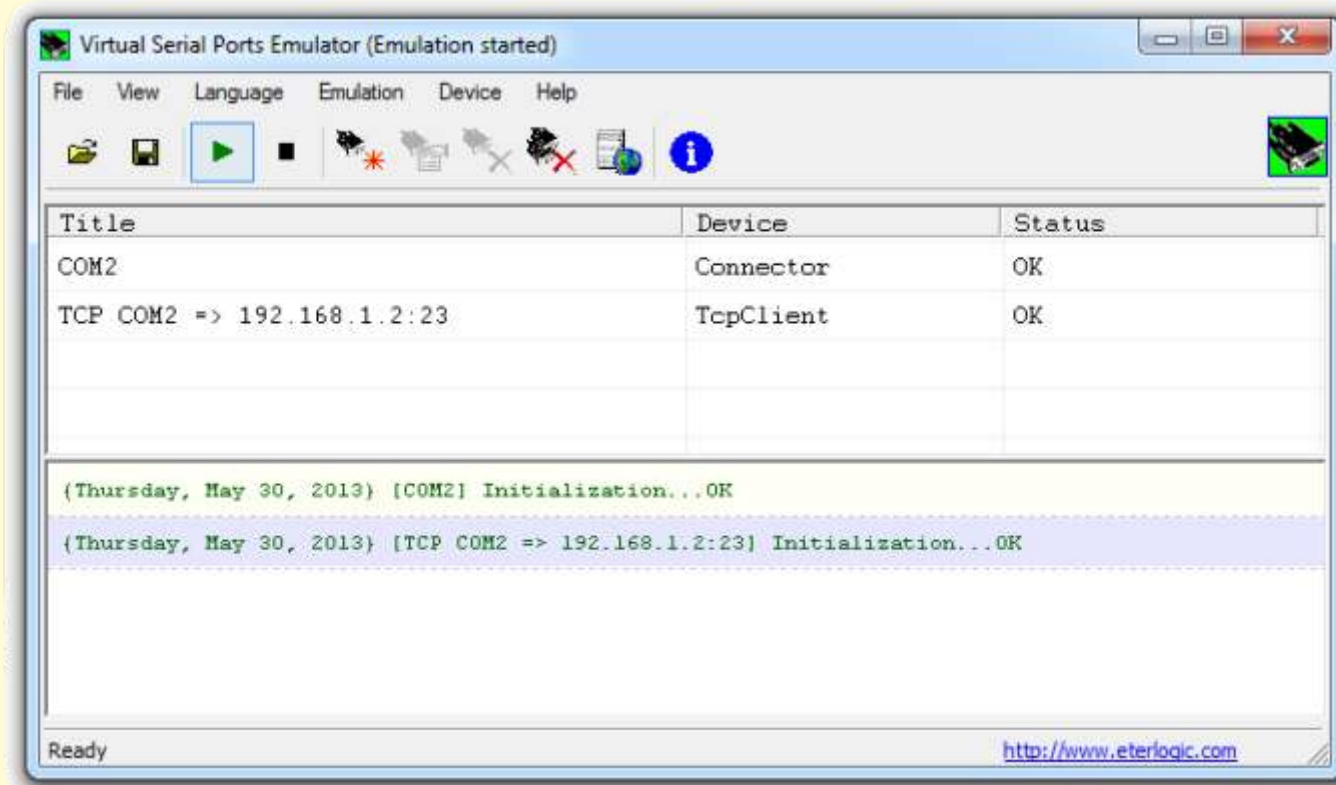 Virtual Serial Ports Emulator (Emulation started)
File View Language Emulation Device Help
Title Device Status
COM2 Connector OK
TCP COM2 => 192.168.1.2:23 TcpClient OK
(Thursday, May 30, 2013) [COM2] Initialization...OK
(Thursday, May 30, 2013) [TCP COM2 => 192.168.1.2:23] Initialization...OK
Ready http://www.eterlogic.com